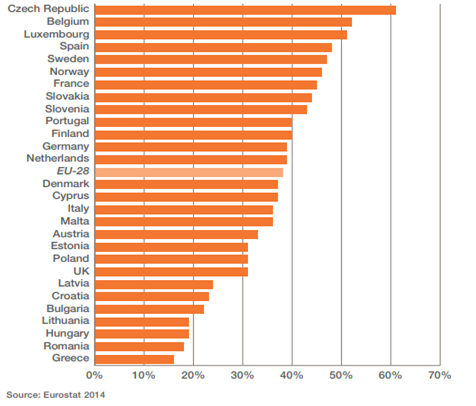 Czech Republic
Belgium
Luxembourg
Spain
Sweden
Norway
France
Slovakia
Slovenia
Portugal
Finland
Germany
Netherlands
EU-28
Denmark
Cyprus
Italy
Malta
Austria
Estonia
Poland
UK
Latvia
Croatia
Bulgaria
Lithuania
Hungary
Romania
Greece
0% 10% 20% 30% 40% 50% 60% 70%
Source: Eurostat 2014